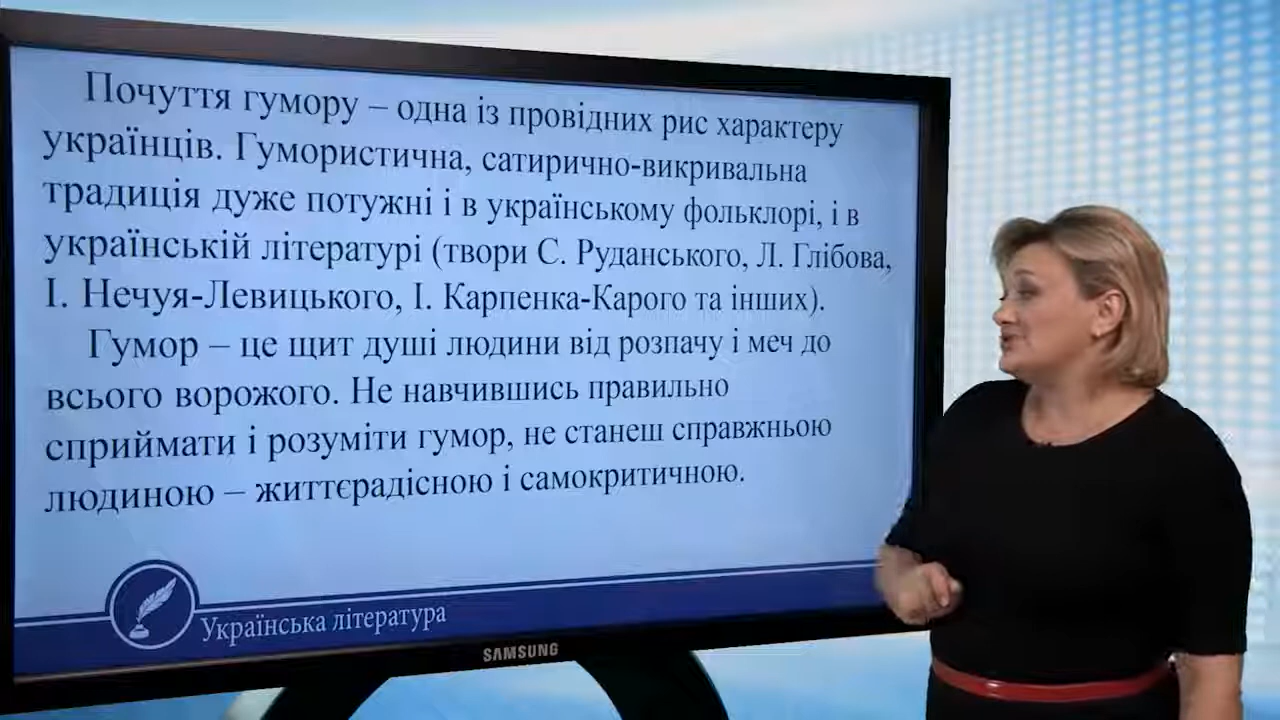 Почуття гумору – одна із провідних рис характеру
українців. Гумористична, сатирично-викривальна
традиція дуже потужні і в українському фольклорі, і в
українській літературі (твори С. Руданського, Л. Глібова,
І. Нечуя-Левицького, І. Карпенка-Карого та інших).
Гумор – це щит душі людини від розпачу і меч до
всього ворожого. Не навчившись правильно
сприймати і розуміти гумор, не станеш справжньою
людиною – життєрадісною і самокритичною.
Українська література
SAMSUNG